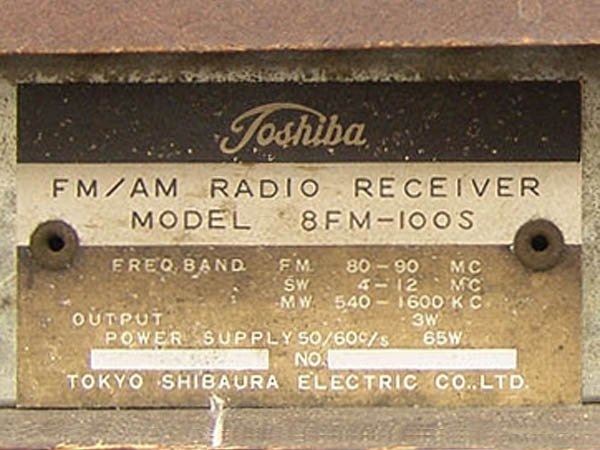 Toshiba
FM/AM RADIO RECEIVER
MODEL 8FM-100S
FREQ. BAND FM 80-90 MC
SW 4-12 MC
MW 540-1600 KC
OUTPUT 3W
POWER SUPPLY 50/60c/s 65W
NO.
TOKYO SHIBAURA ELECTRIC CO., LTD.